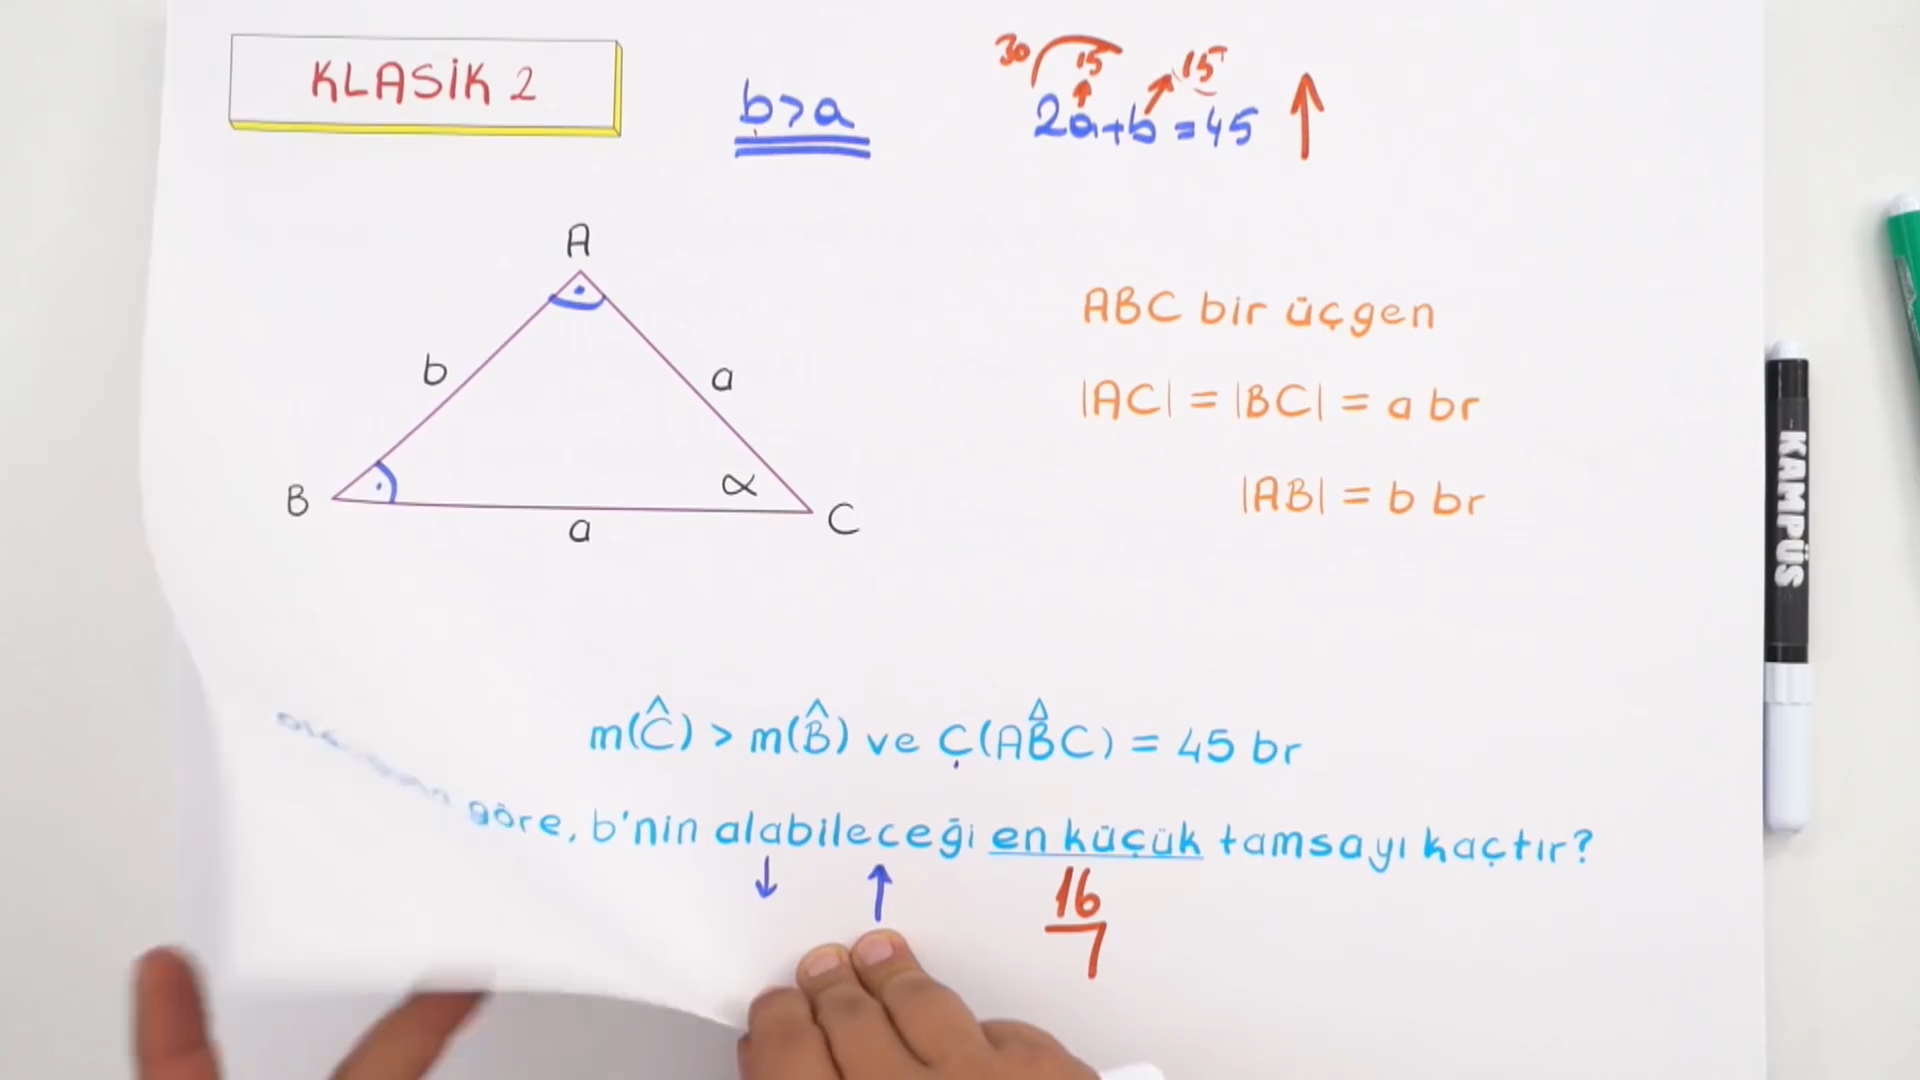 KLASİK 2
b>a
30 15 15
2a+b=45
A
b
a
B
α
C
a
ABC bir üçgen
|AC| = |BC| = a br
|AB| = b br
m(Ĉ) > m(B̂) ve Ç(ABC) = 45 br
göre, b'nin alabileceği en küçük tamsayı kaçtır?
16
KAMPÜS